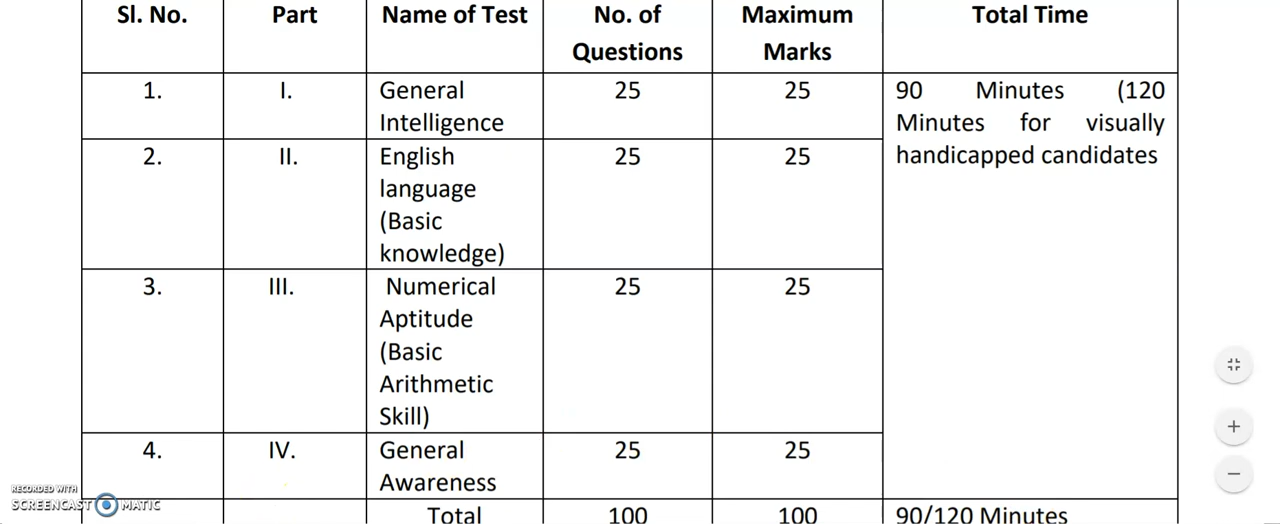 Sl. No. Part Name of Test No. of Questions Maximum Marks Total Time
1. I. General Intelligence 25 25 90 Minutes (120 Minutes for visually handicapped candidates
2. II. English language (Basic knowledge) 25 25
3. III. Numerical Aptitude (Basic Arithmetic Skill) 25 25
4. IV. General Awareness 25 25
Total 100 100 90/120 Minutes
RECORDED WITH
SCREENCAST MATIC